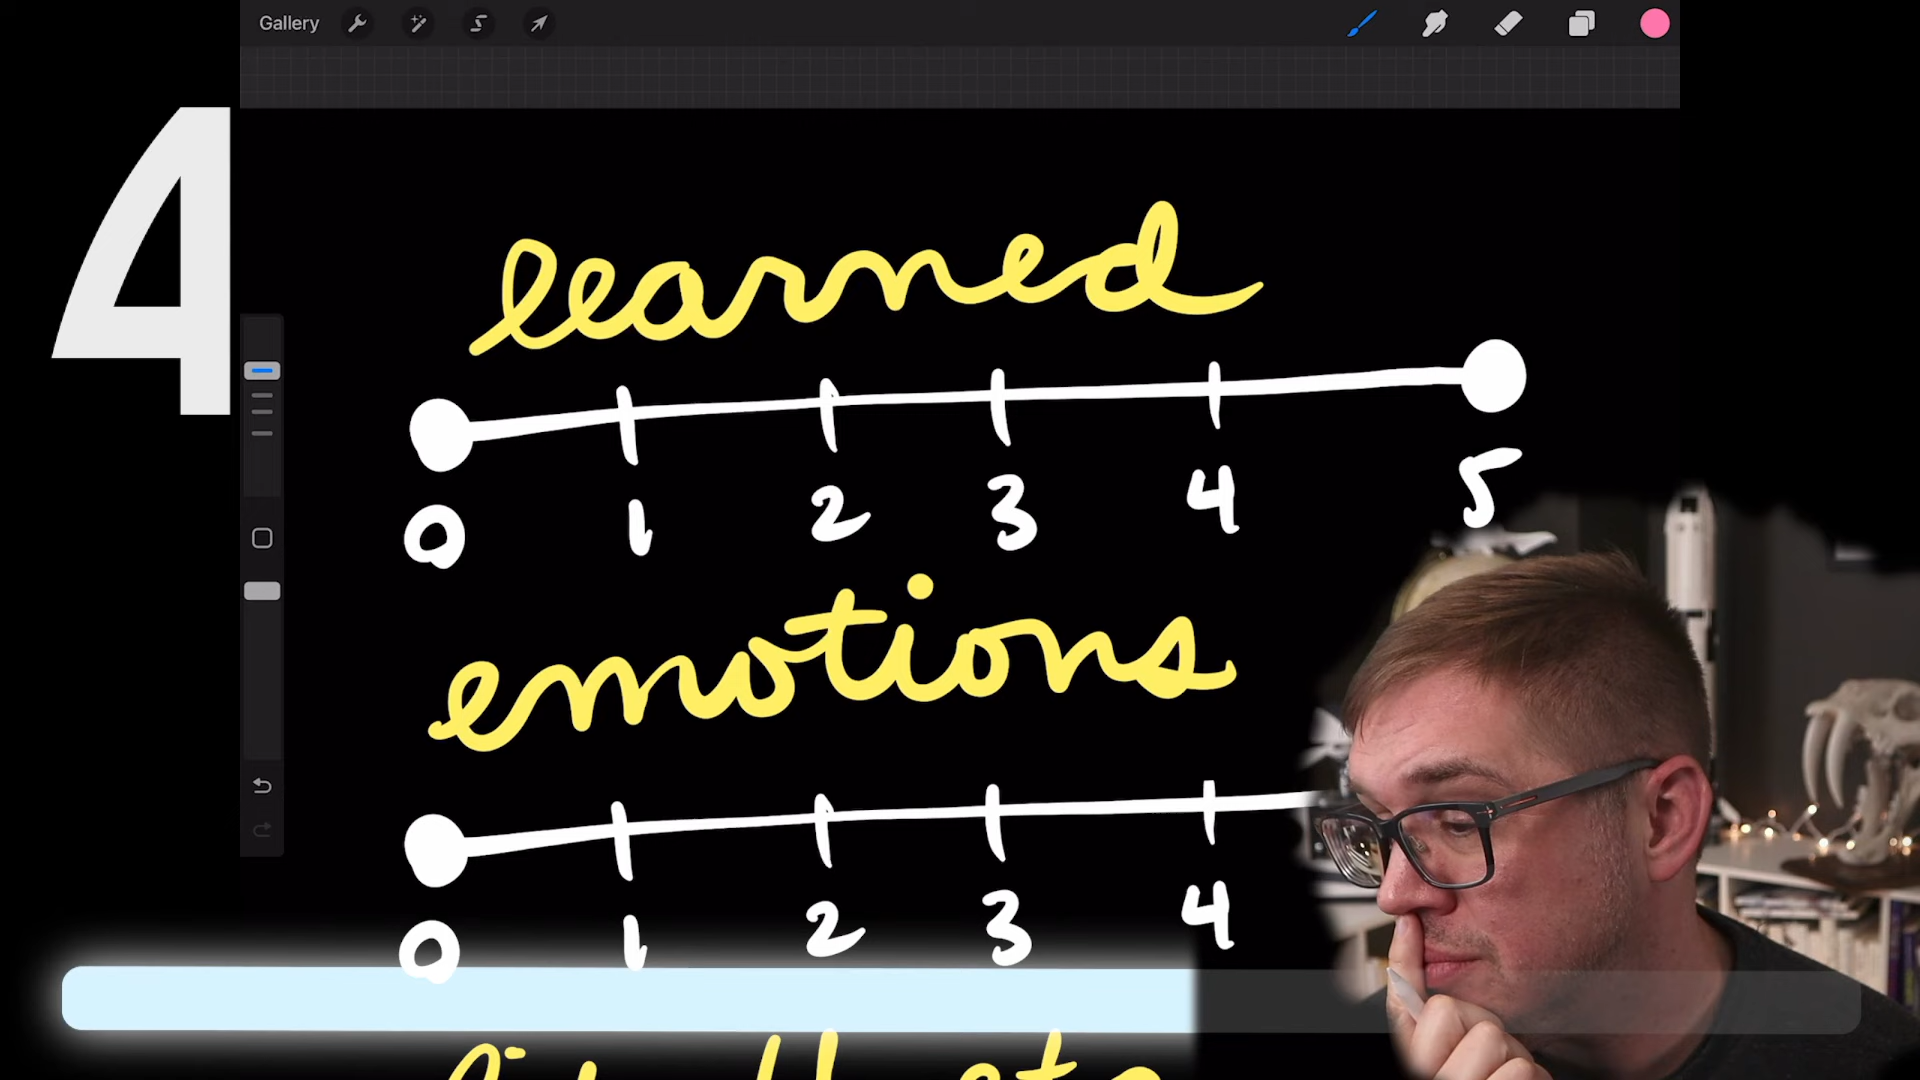 Gallery
4
learned
0 1 2 3 4 5
emotions
0 1 2 3 4